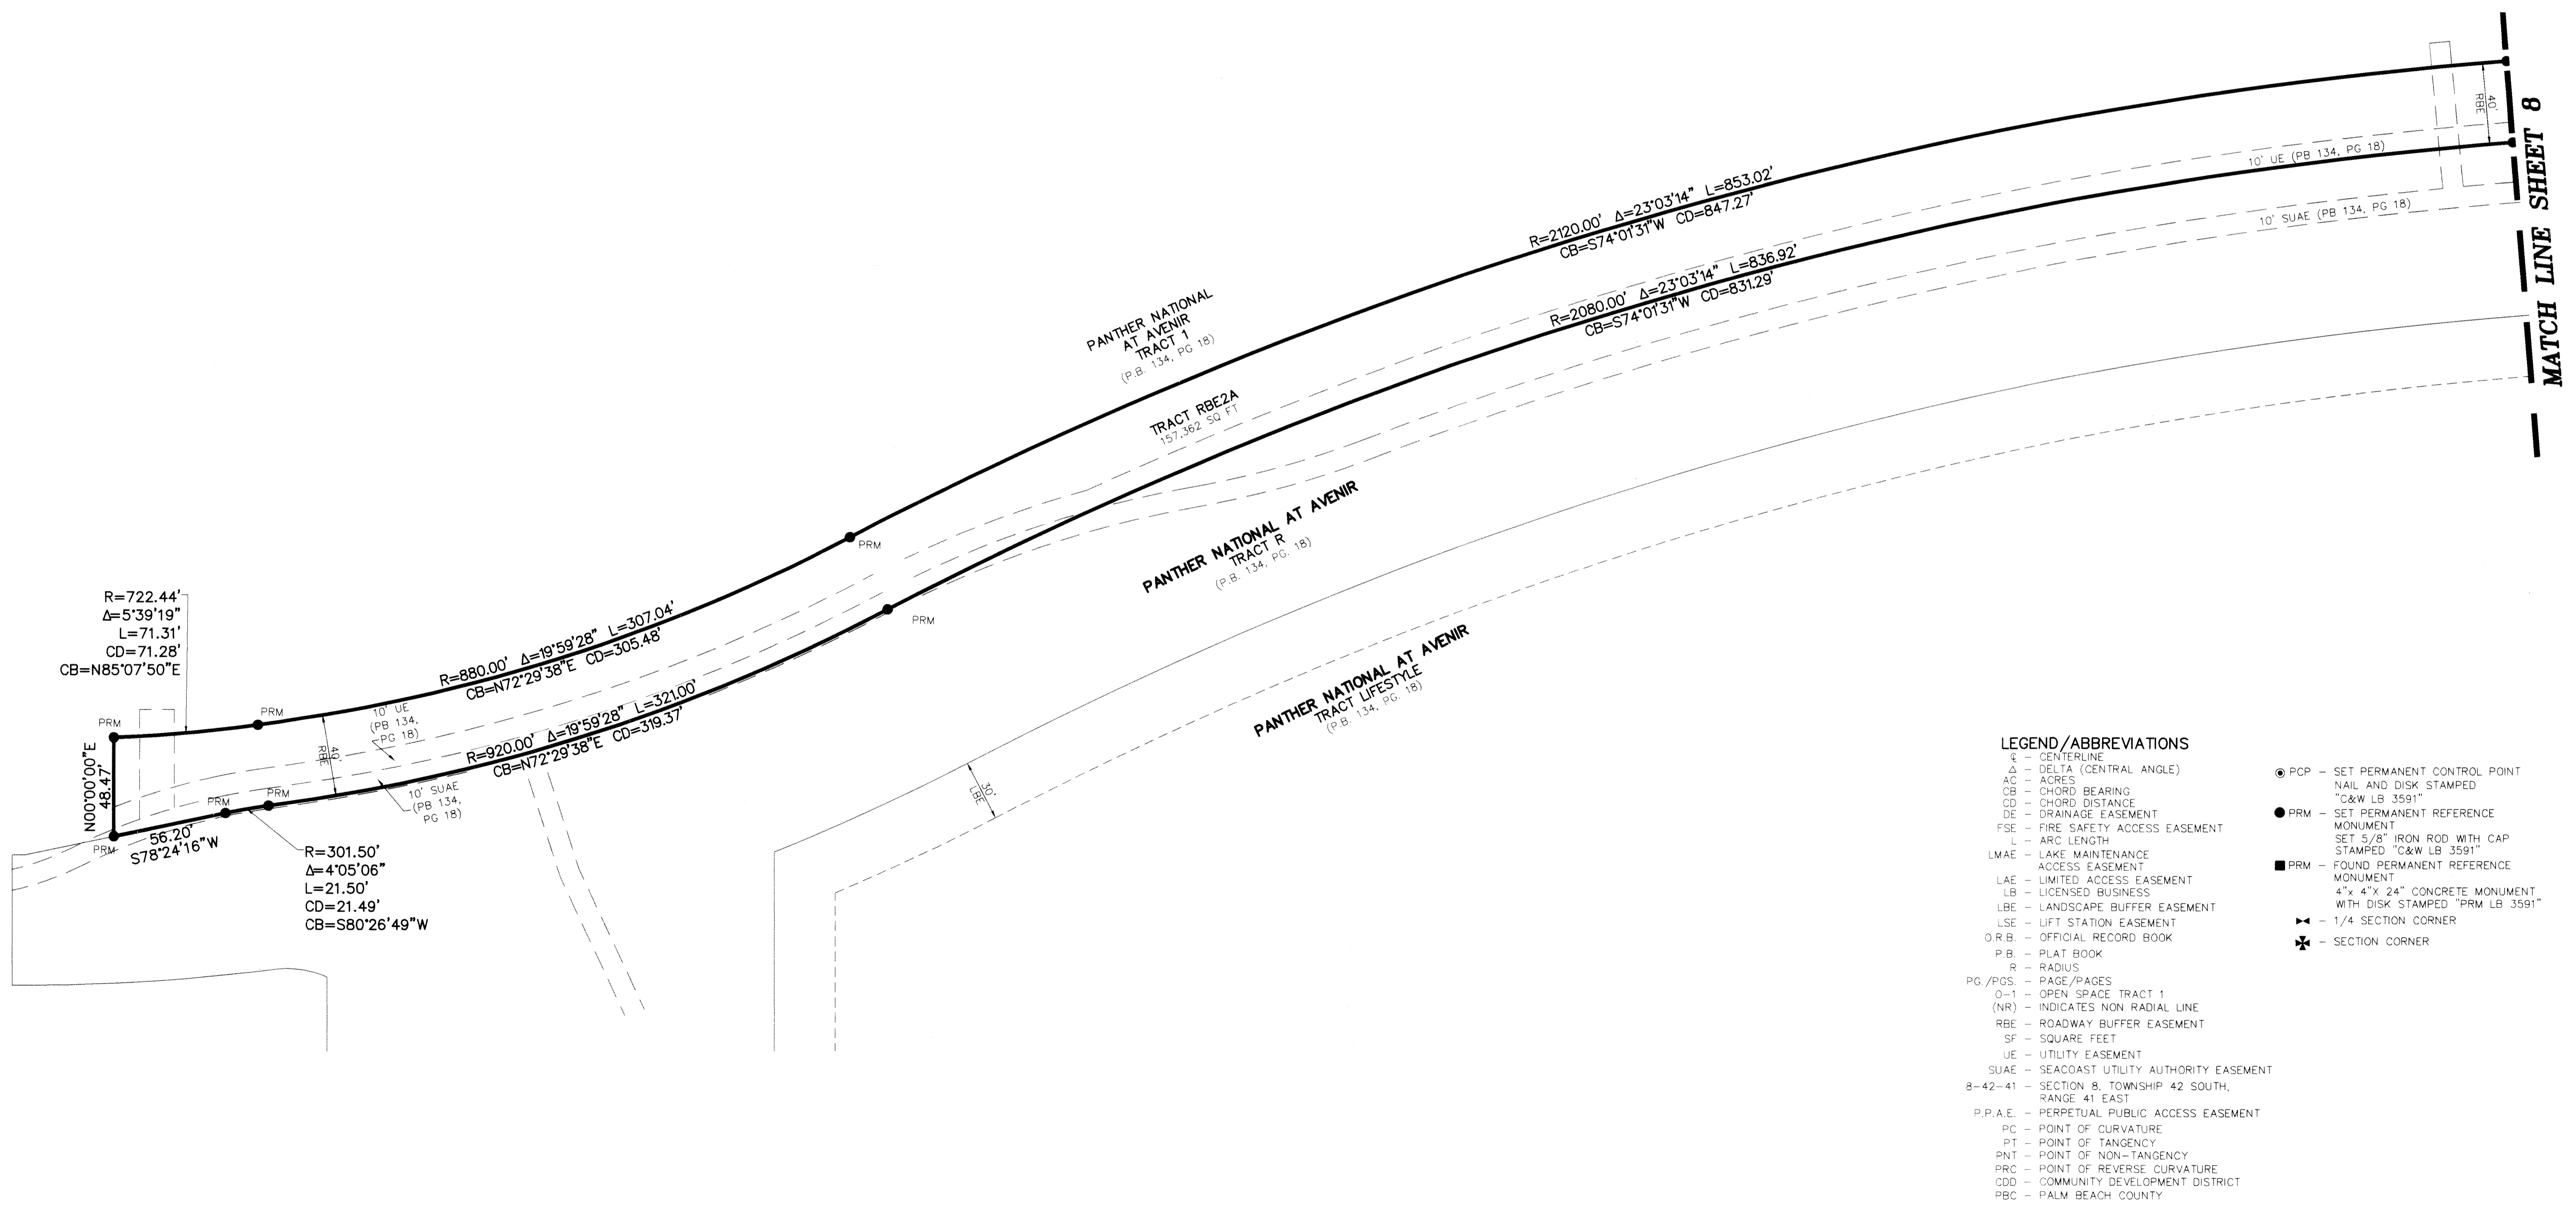 MATCH LINE SHEET 8
40'
RBE
10' UE (PB 134, PG 18)
10' SUAE (PB 134, PG 18)
R=2120.00' Δ=23°03'14" L=853.02'
CB=S74°01'31"W CD=847.27'
R=2080.00' Δ=23°03'14" L=836.92'
CB=S74°01'31"W CD=831.29'
PANTHER NATIONAL
AT AVENIR
TRACT 1
(P.B. 134, PG 18)
TRACT RBE2A
157,362 SQ FT
PANTHER NATIONAL AT AVENIR
TRACT R
(P.B. 134, PG. 18)
PANTHER NATIONAL AT AVENIR
TRACT LIFESTYLE
(P.B. 134, PG. 18)
30'
LBE
PRM
PRM
R=722.44'
Δ=5°39'19"
L=71.31'
CD=71.28'
CB=N85°07'50"E
R=880.00' Δ=19°59'28" L=307.04'
CB=N72°29'38"E CD=305.48'
R=920.00' Δ=19°59'28" L=321.00'
CB=N72°29'38"E CD=319.37'
PRM
PRM
10' UE
(PB 134,
PG 18)
40'
RBE
N00°00'00"E
48.47'
PRM
PRM
PRM
10' SUAE
(PB 134,
PG 18)
56.20'
S78°24'16"W
R=301.50'
Δ=4°05'06"
L=21.50'
CD=21.49'
CB=S80°26'49"W
LEGEND/ABBREVIATIONS
℄ - CENTERLINE
Δ - DELTA (CENTRAL ANGLE)
AC - ACRES
CB - CHORD BEARING
CD - CHORD DISTANCE
DE - DRAINAGE EASEMENT
FSE - FIRE SAFETY ACCESS EASEMENT
L - ARC LENGTH
LMAE - LAKE MAINTENANCE
ACCESS EASEMENT
LAE - LIMITED ACCESS EASEMENT
LB - LICENSED BUSINESS
LBE - LANDSCAPE BUFFER EASEMENT
LSE - LIFT STATION EASEMENT
O.R.B. - OFFICIAL RECORD BOOK
P.B. - PLAT BOOK
R - RADIUS
PG./PGS. - PAGE/PAGES
O-1 - OPEN SPACE TRACT 1
(NR) - INDICATES NON RADIAL LINE
RBE - ROADWAY BUFFER EASEMENT
SF - SQUARE FEET
UE - UTILITY EASEMENT
SUAE - SEACOAST UTILITY AUTHORITY EASEMENT
8-42-41 - SECTION 8, TOWNSHIP 42 SOUTH,
RANGE 41 EAST
P.P.A.E. - PERPETUAL PUBLIC ACCESS EASEMENT
PC - POINT OF CURVATURE
PT - POINT OF TANGENCY
PNT - POINT OF NON-TANGENCY
PRC - POINT OF REVERSE CURVATURE
CDD - COMMUNITY DEVELOPMENT DISTRICT
PBC - PALM BEACH COUNTY
PCP - SET PERMANENT CONTROL POINT
NAIL AND DISK STAMPED
"C&W LB 3591"
PRM - SET PERMANENT REFERENCE
MONUMENT
SET 5/8" IRON ROD WITH CAP
STAMPED "C&W LB 3591"
PRM - FOUND PERMANENT REFERENCE
MONUMENT
4"x 4"X 24" CONCRETE MONUMENT
WITH DISK STAMPED "PRM LB 3591"
- 1/4 SECTION CORNER
- SECTION CORNER